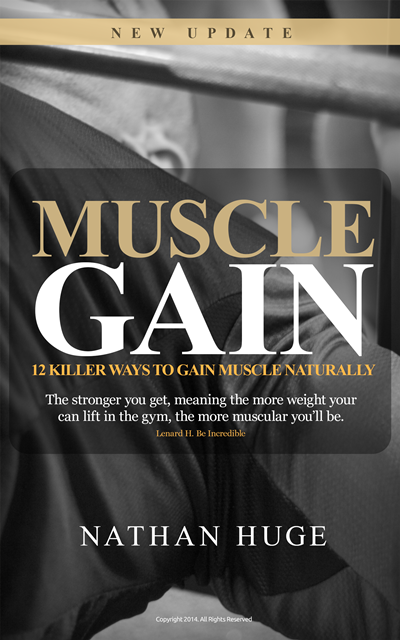 NEW UPDATE
MUSCLE
GAIN
12 KILLER WAYS TO GAIN MUSCLE NATURALLY
The stronger you get, meaning the more weight your
can lift in the gym, the more muscular you'll be.
Lenard H. Be Incredible
NATHAN HUGE
Copyright 2014. All Rights Reserved